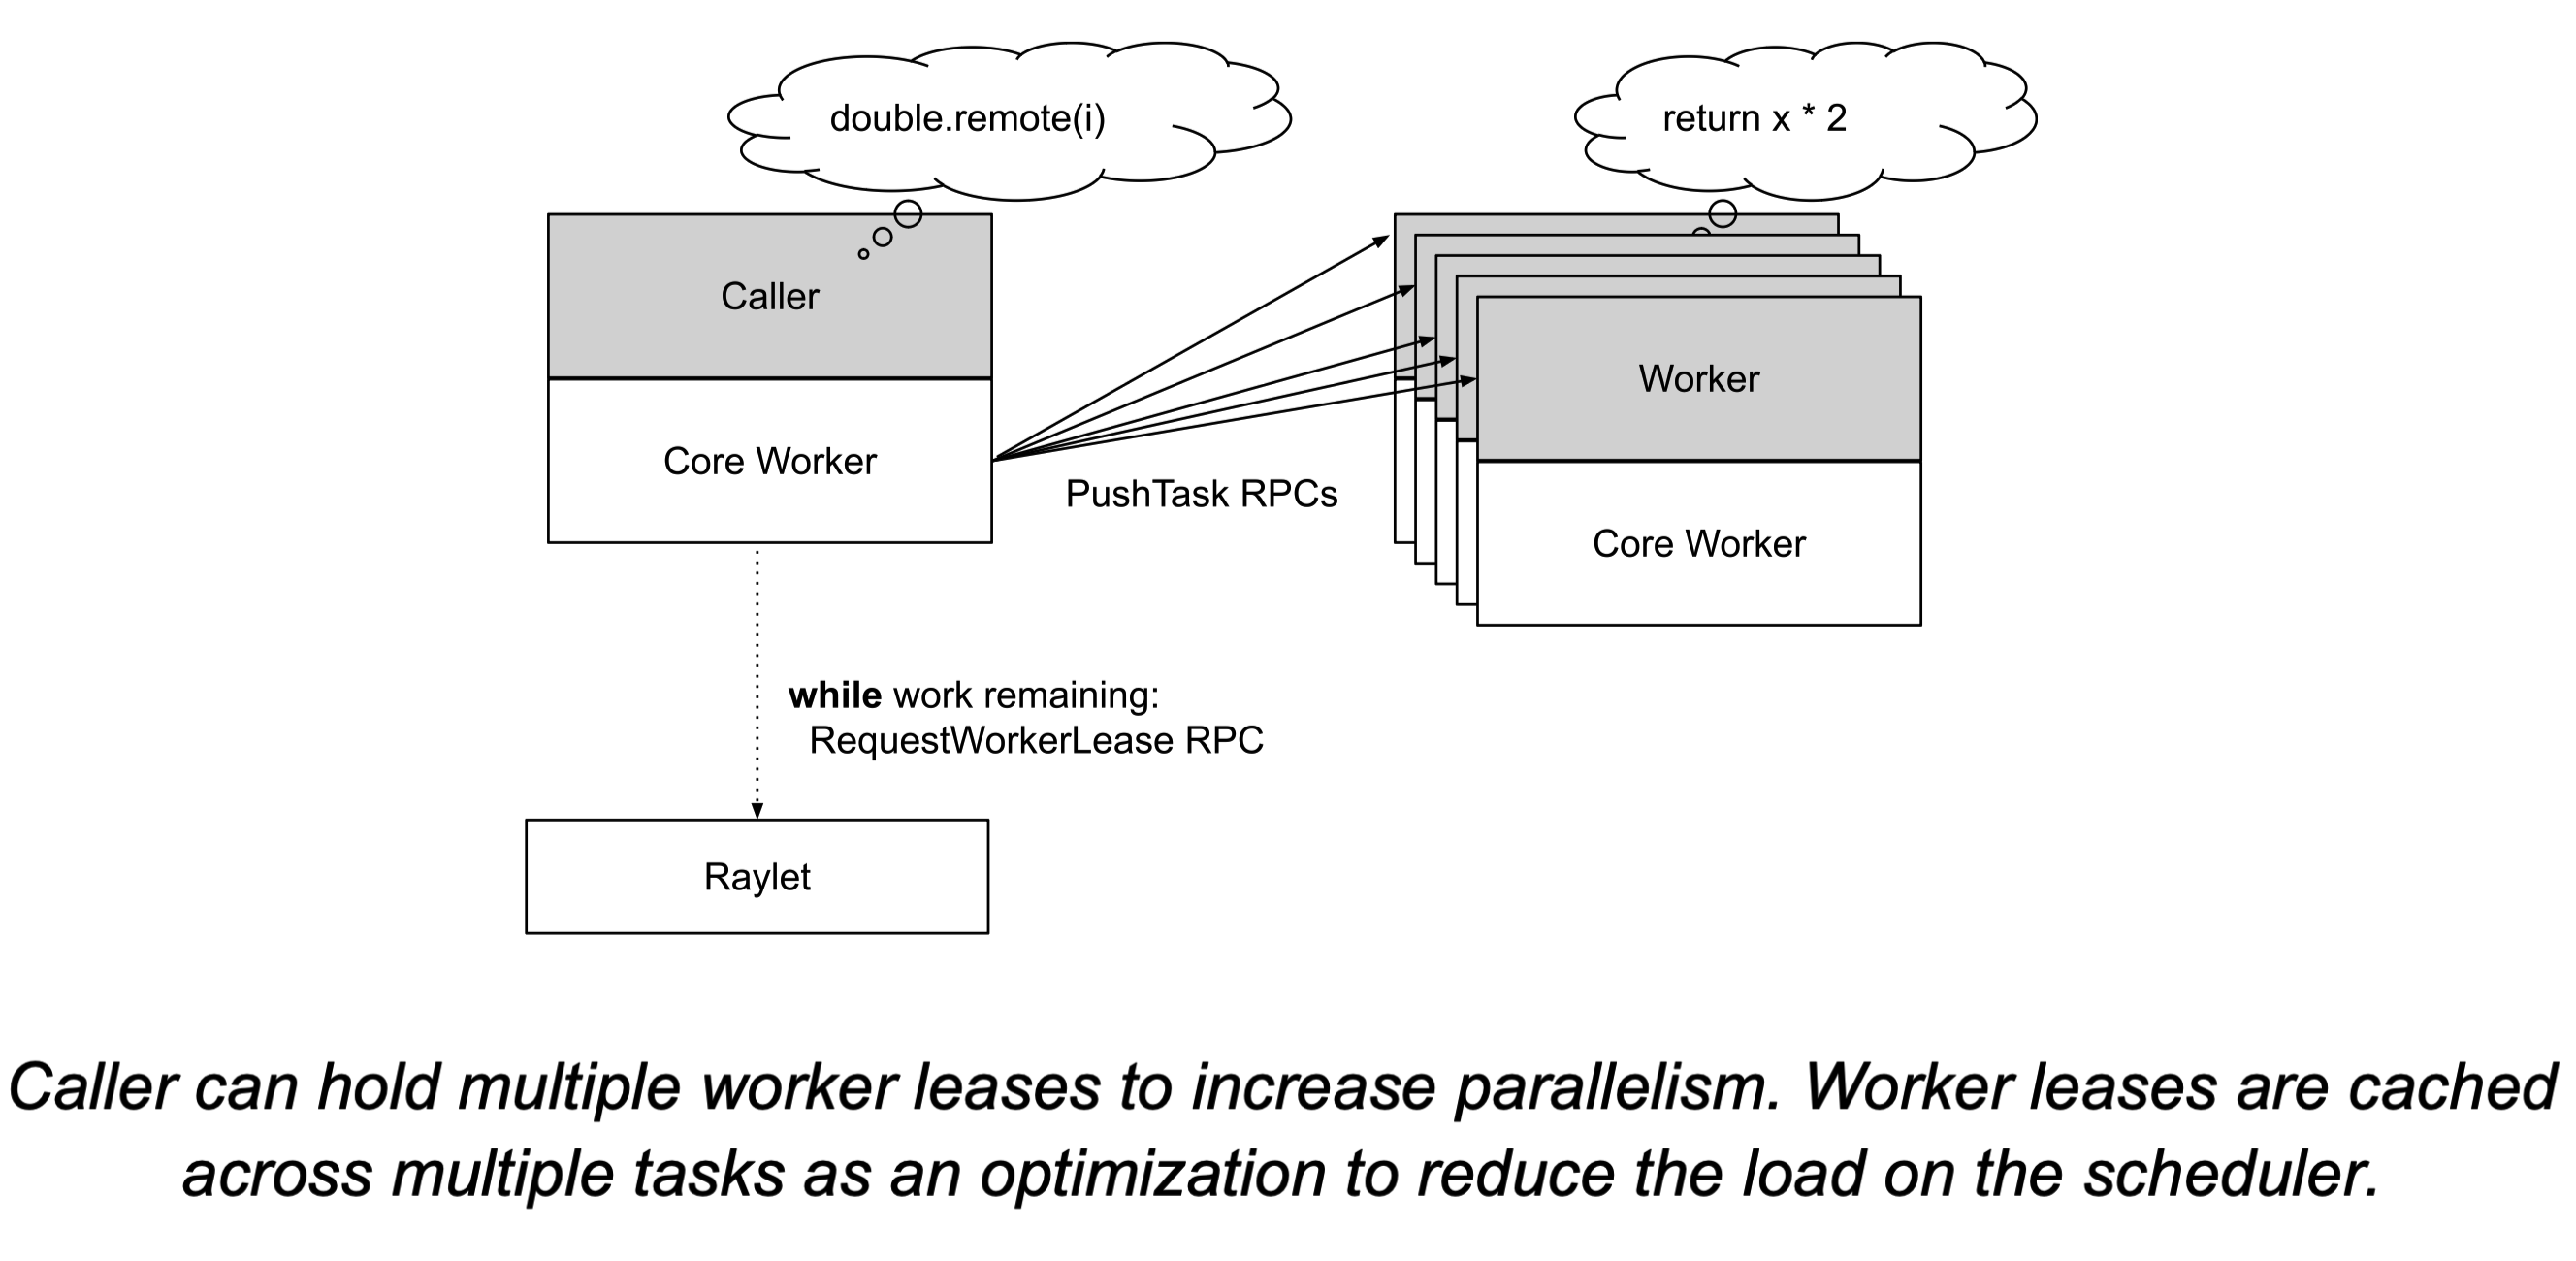 double.remote(i)
return x * 2
Caller
Worker
Core Worker
PushTask RPCs
Core Worker
while work remaining:
RequestWorkerLease RPC
Raylet
Caller can hold multiple worker leases to increase parallelism. Worker leases are cached
across multiple tasks as an optimization to reduce the load on the scheduler.